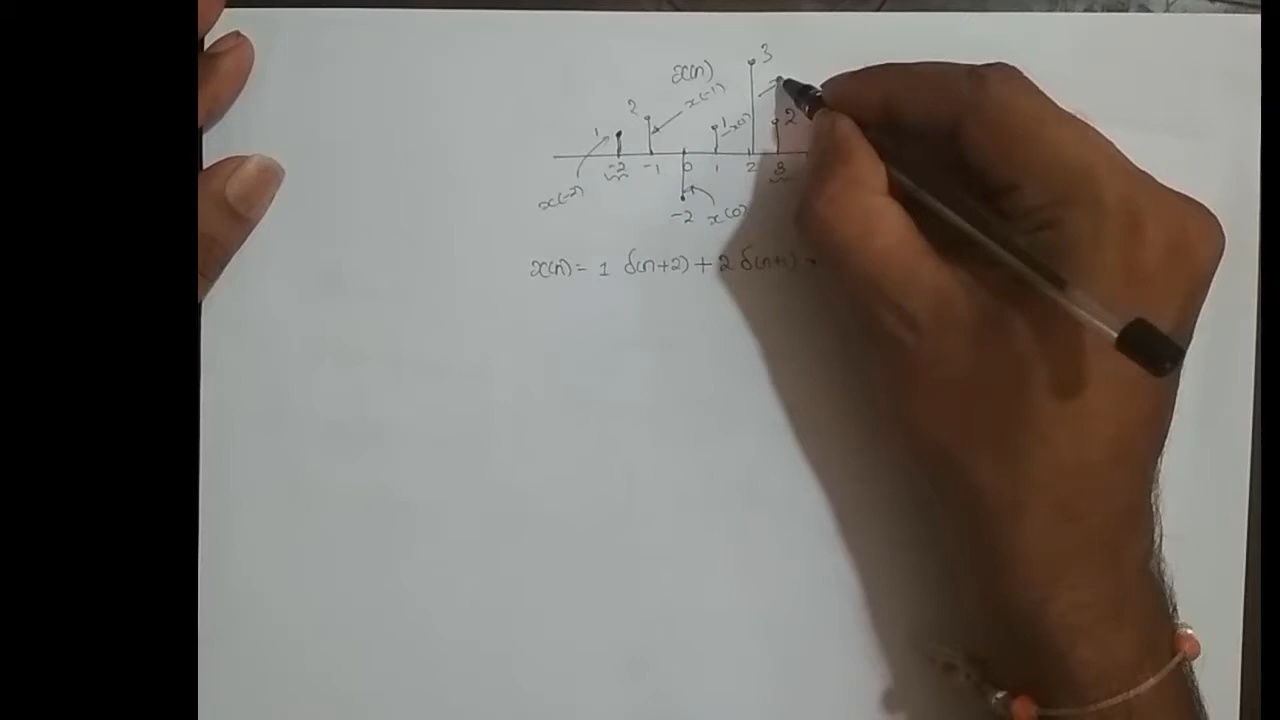 3
x(n)
2 x(-1)
1 1 x(1) 2
-2 -1 0 1 2 3
x(-2)
-2 x(0)
x(n) = 1 δ(n+2) + 2 δ(n+1) +